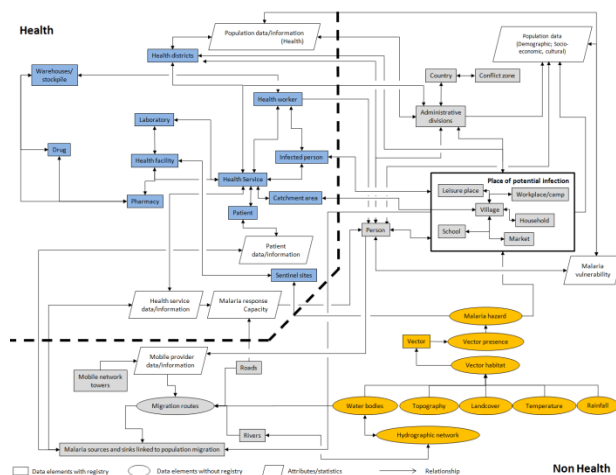 Health
Population data/information
(Health)
Population data
(Demographic; Socio-
economic, cultural)
Health districts
Warehouses/
stockpile
Country
Conflict zone
Health worker
Administrative
divisions
Laboratory
Drug
Health facility
Infected person
Place of potential infection
Health Service
Leisure place
Workplace/camp
Pharmacy
Catchment area
Village
Patient
Household
School
Person
Market
Patient
data/information
Malaria
vulnerability
Sentinel sites
Health service
data/information
Malaria response
Capacity
Malaria hazard
Vector
Vector presence
Mobile provider
data/information
Roads
Vector habitat
Mobile network
towers
Migration routes
Water bodies
Topography
Landcover
Temperature
Rainfall
Rivers
Hydrographic network
Malaria sources and sinks linked to population migration
Non Health
Data elements with registry
Data elements without registry
Attributes/statistics
Relationship